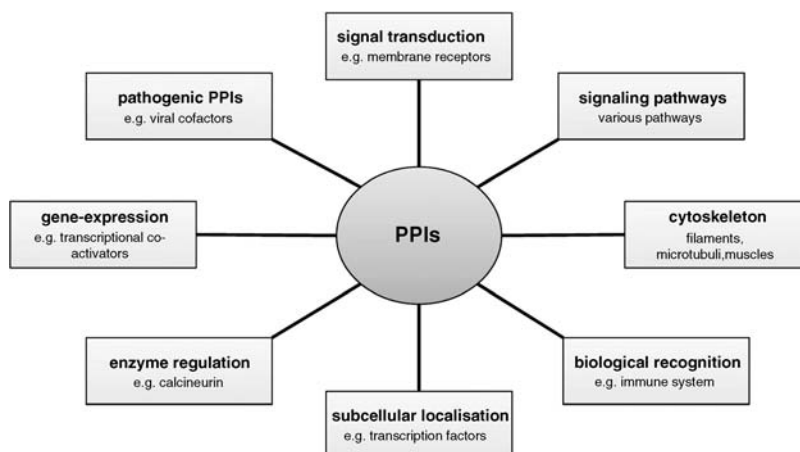 signal transduction
e.g. membrane receptors
pathogenic PPIs
e.g. viral cofactors
signaling pathways
various pathways
gene-expression
e.g. transcriptional co-
activators
PPIs
cytoskeleton
filaments,
microtubuli,muscles
enzyme regulation
e.g. calcineurin
biological recognition
e.g. immune system
subcellular localisation
e.g. transcription factors